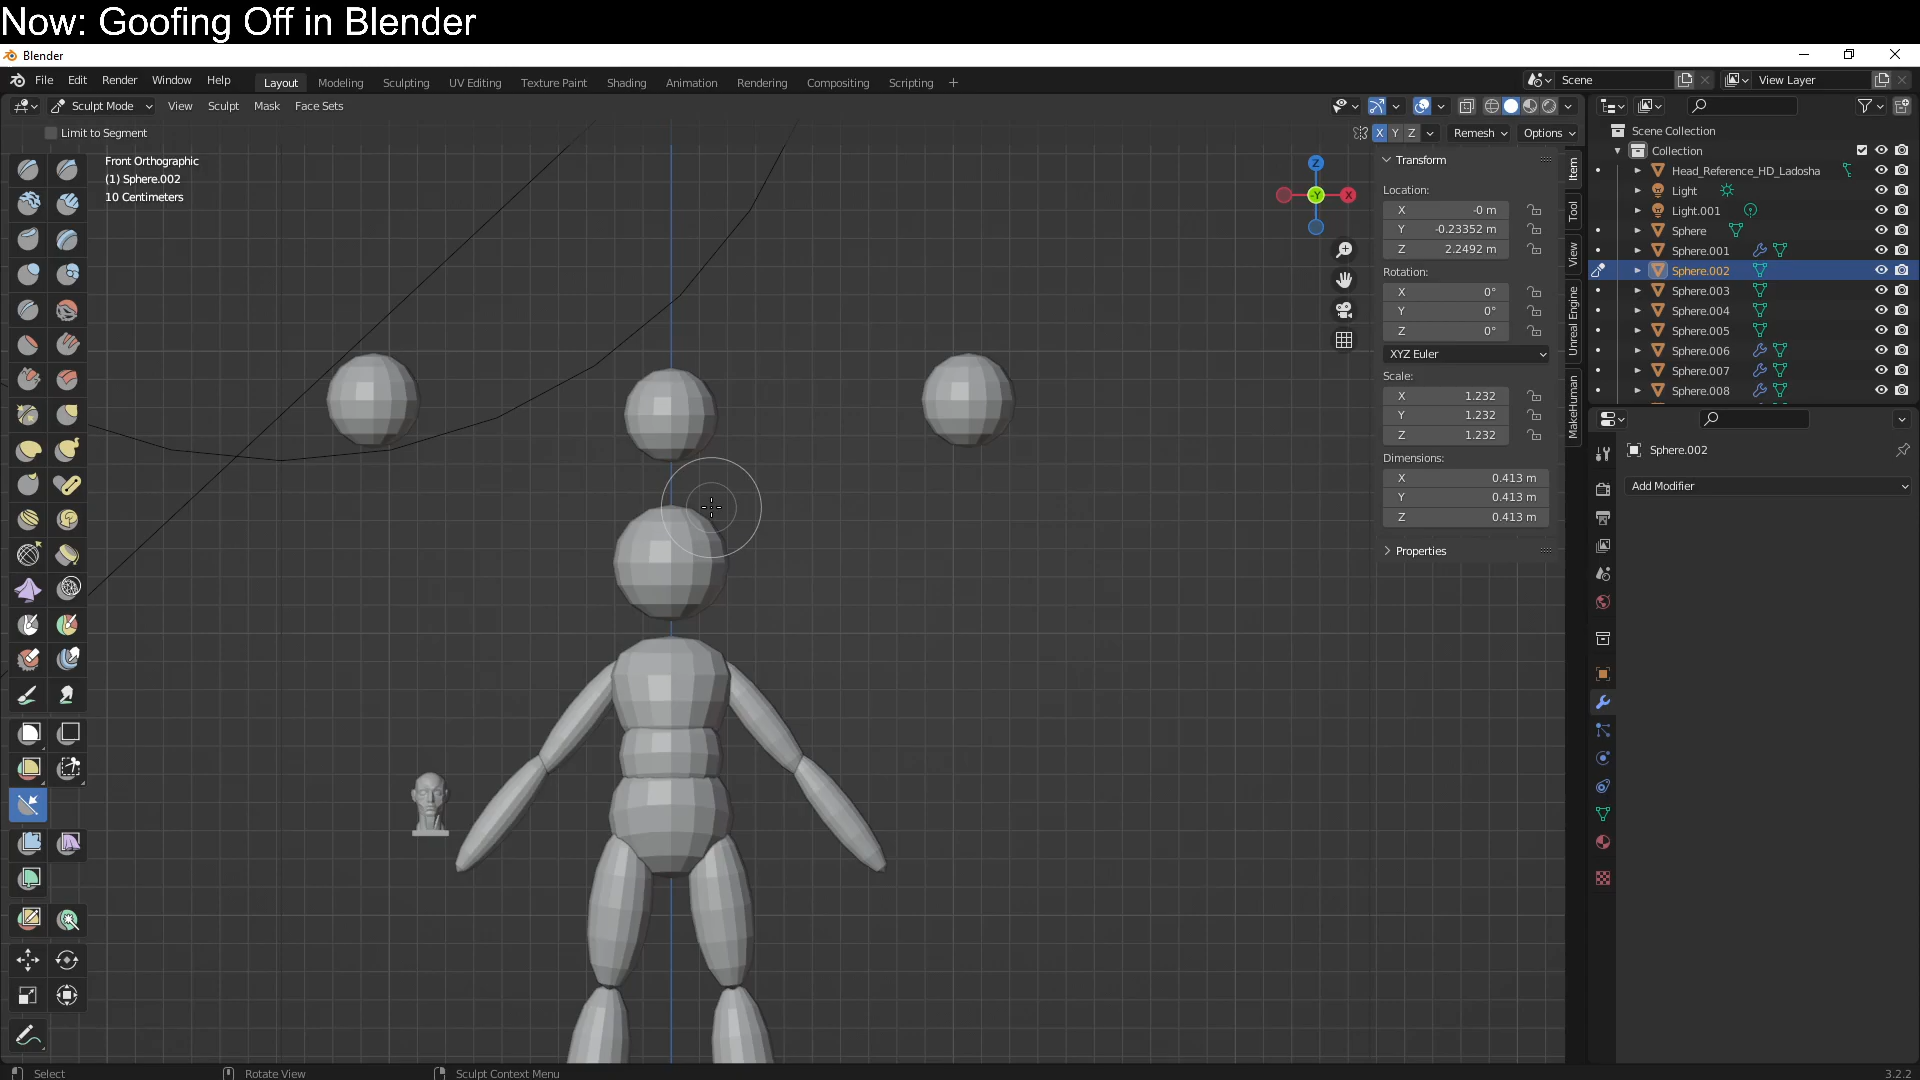 Now: Goofing Off in Blender
Blender
File Edit Render Window Help Layout Modeling Sculpting UV Editing Texture Paint Shading Animation Rendering Compositing Scripting + Scene View Layer
Sculpt Mode View Sculpt Mask Face Sets
Limit to Segment X Y Z Remesh Options
Front Orthographic
(1) Sphere.002
10 Centimeters
Z
-Y
X
Transform
Location:
X -0 m
Y -0.23352 m
Z 2.2492 m
Rotation:
X 0°
Y 0°
Z 0°
XYZ Euler
Scale:
X 1.232
Y 1.232
Z 1.232
Dimensions:
X 0.413 m
Y 0.413 m
Z 0.413 m
Properties
Item
Tool
View
Unreal Engine
MakeHuman
Scene Collection
Collection
Head_Reference_HD_Ladosha
Light
Light.001
Sphere
Sphere.001
Sphere.002
Sphere.003
Sphere.004
Sphere.005
Sphere.006
Sphere.007
Sphere.008
Sphere.002
Add Modifier
Select Rotate View Sculpt Context Menu 3.2.2